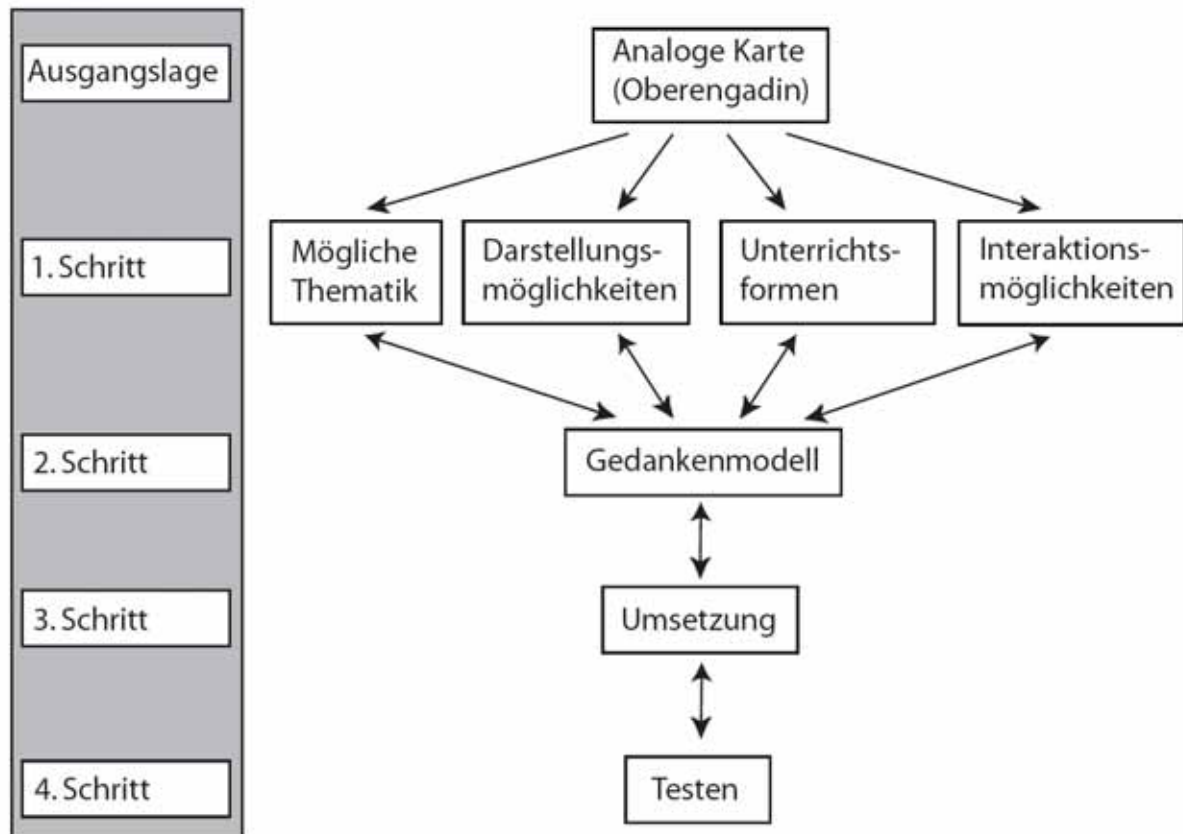 Ausgangslage
Analoge Karte
(Oberengadin)
1. Schritt
Mögliche
Thematik
Darstellungs-
möglichkeiten
Unterrichts-
formen
Interaktions-
möglichkeiten
2. Schritt
Gedankenmodell
3. Schritt
Umsetzung
4. Schritt
Testen